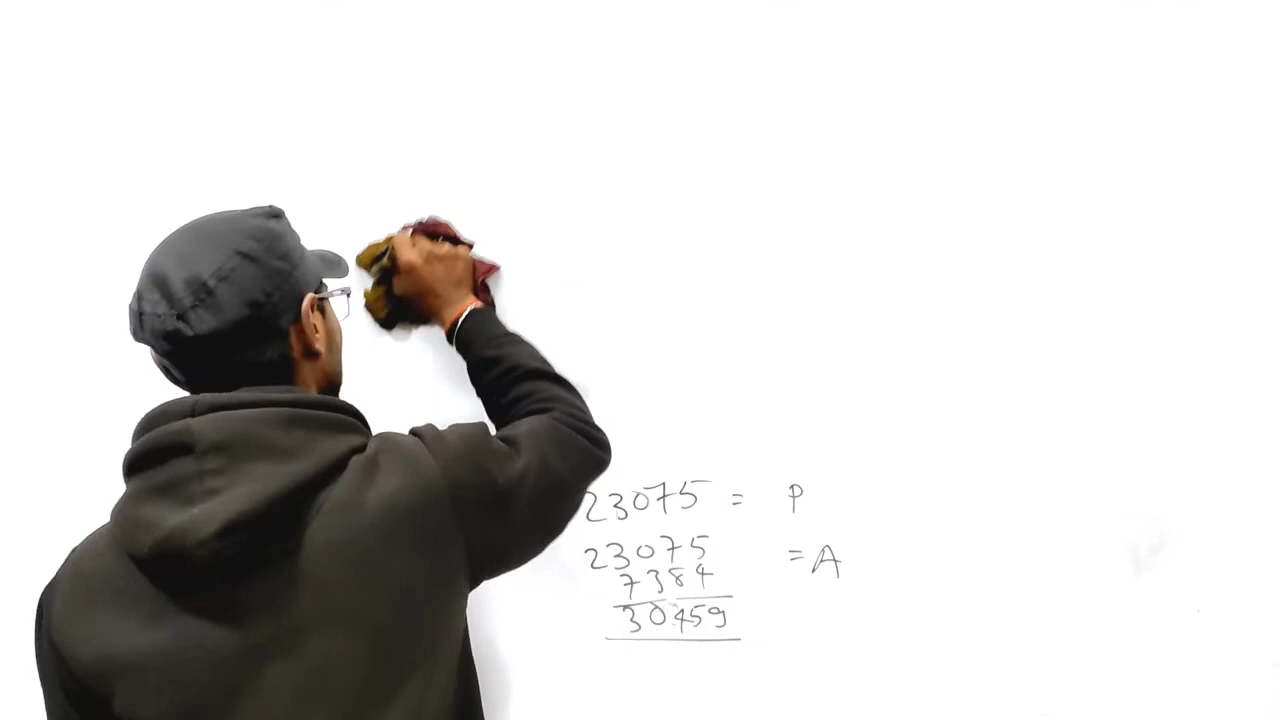 23075 = P
23075 = A
7384
30459